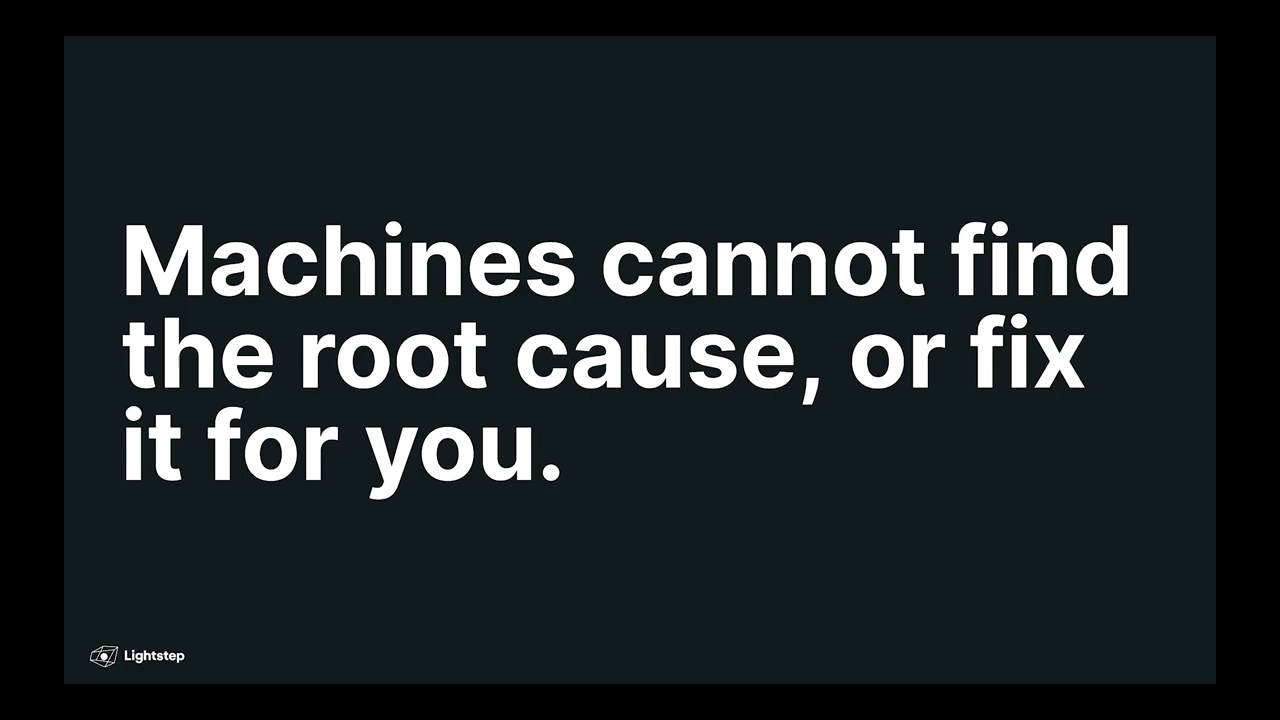 Machines cannot find
the root cause, or fix
it for you.
Lightstep